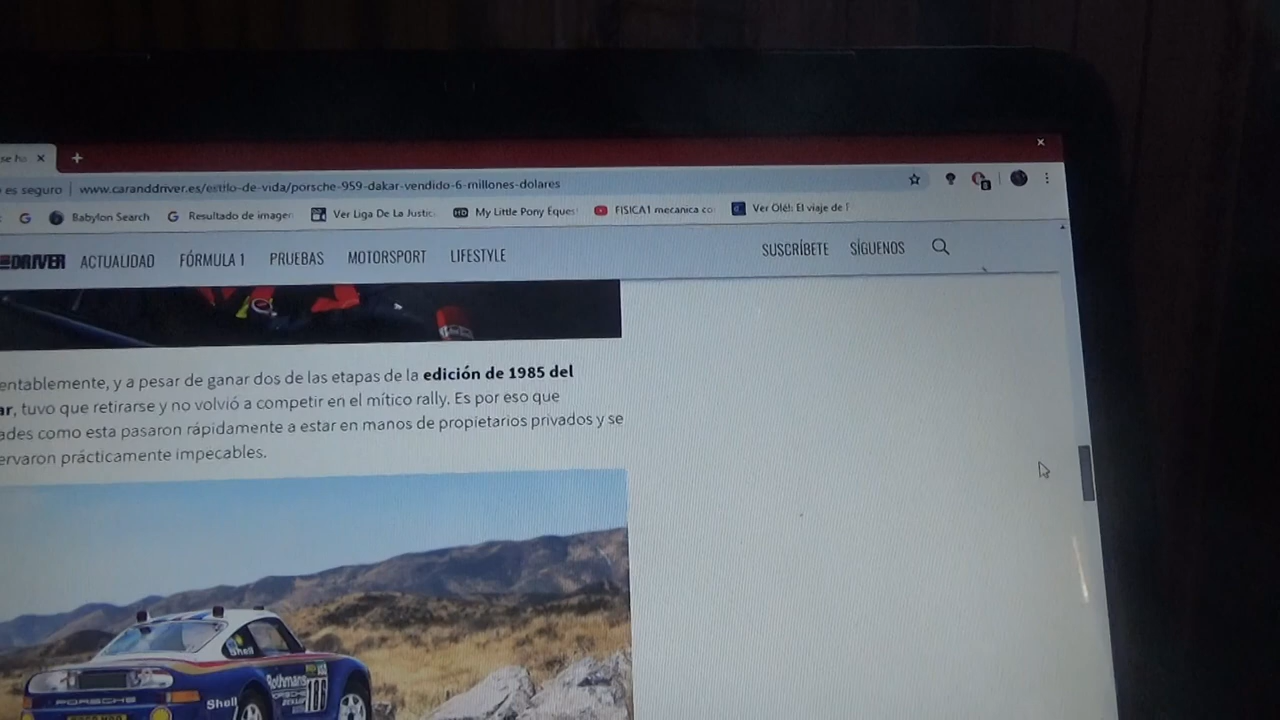 se ha
es seguro | www.caranddriver.es/estilo-de-vida/porsche-959-dakar-vendido-6-millones-dolares
Babylon Search Resultado de imagen Ver Liga De La Justic My Little Pony Equest FISICA1 mecanica co Ver Olé!: El viaje de F
DRIVER ACTUALIDAD FÓRMULA 1 PRUEBAS MOTORSPORT LIFESTYLE SUSCRÍBETE SÍGUENOS
entablemente, y a pesar de ganar dos de las etapas de la edición de 1985 del
ar, tuvo que retirarse y no volvió a competir en el mítico rally. Es por eso que
ades como esta pasaron rápidamente a estar en manos de propietarios privados y se
ervaron prácticamente impecables.
Shell
Rothmans
PORSCHE
186
Shell
PORSCHE